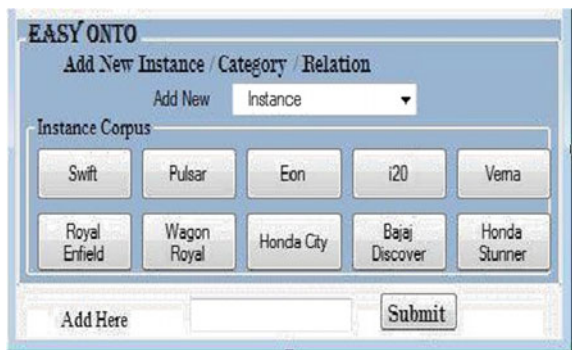 EASY ONTO
Add New Instance / Category / Relation
Add New Instance
Instance Corpus
Swift Pulsar Eon i20 Verna
Royal Enfield Wagon Royal Honda City Bajaj Discover Honda Stunner
Add Here Submit